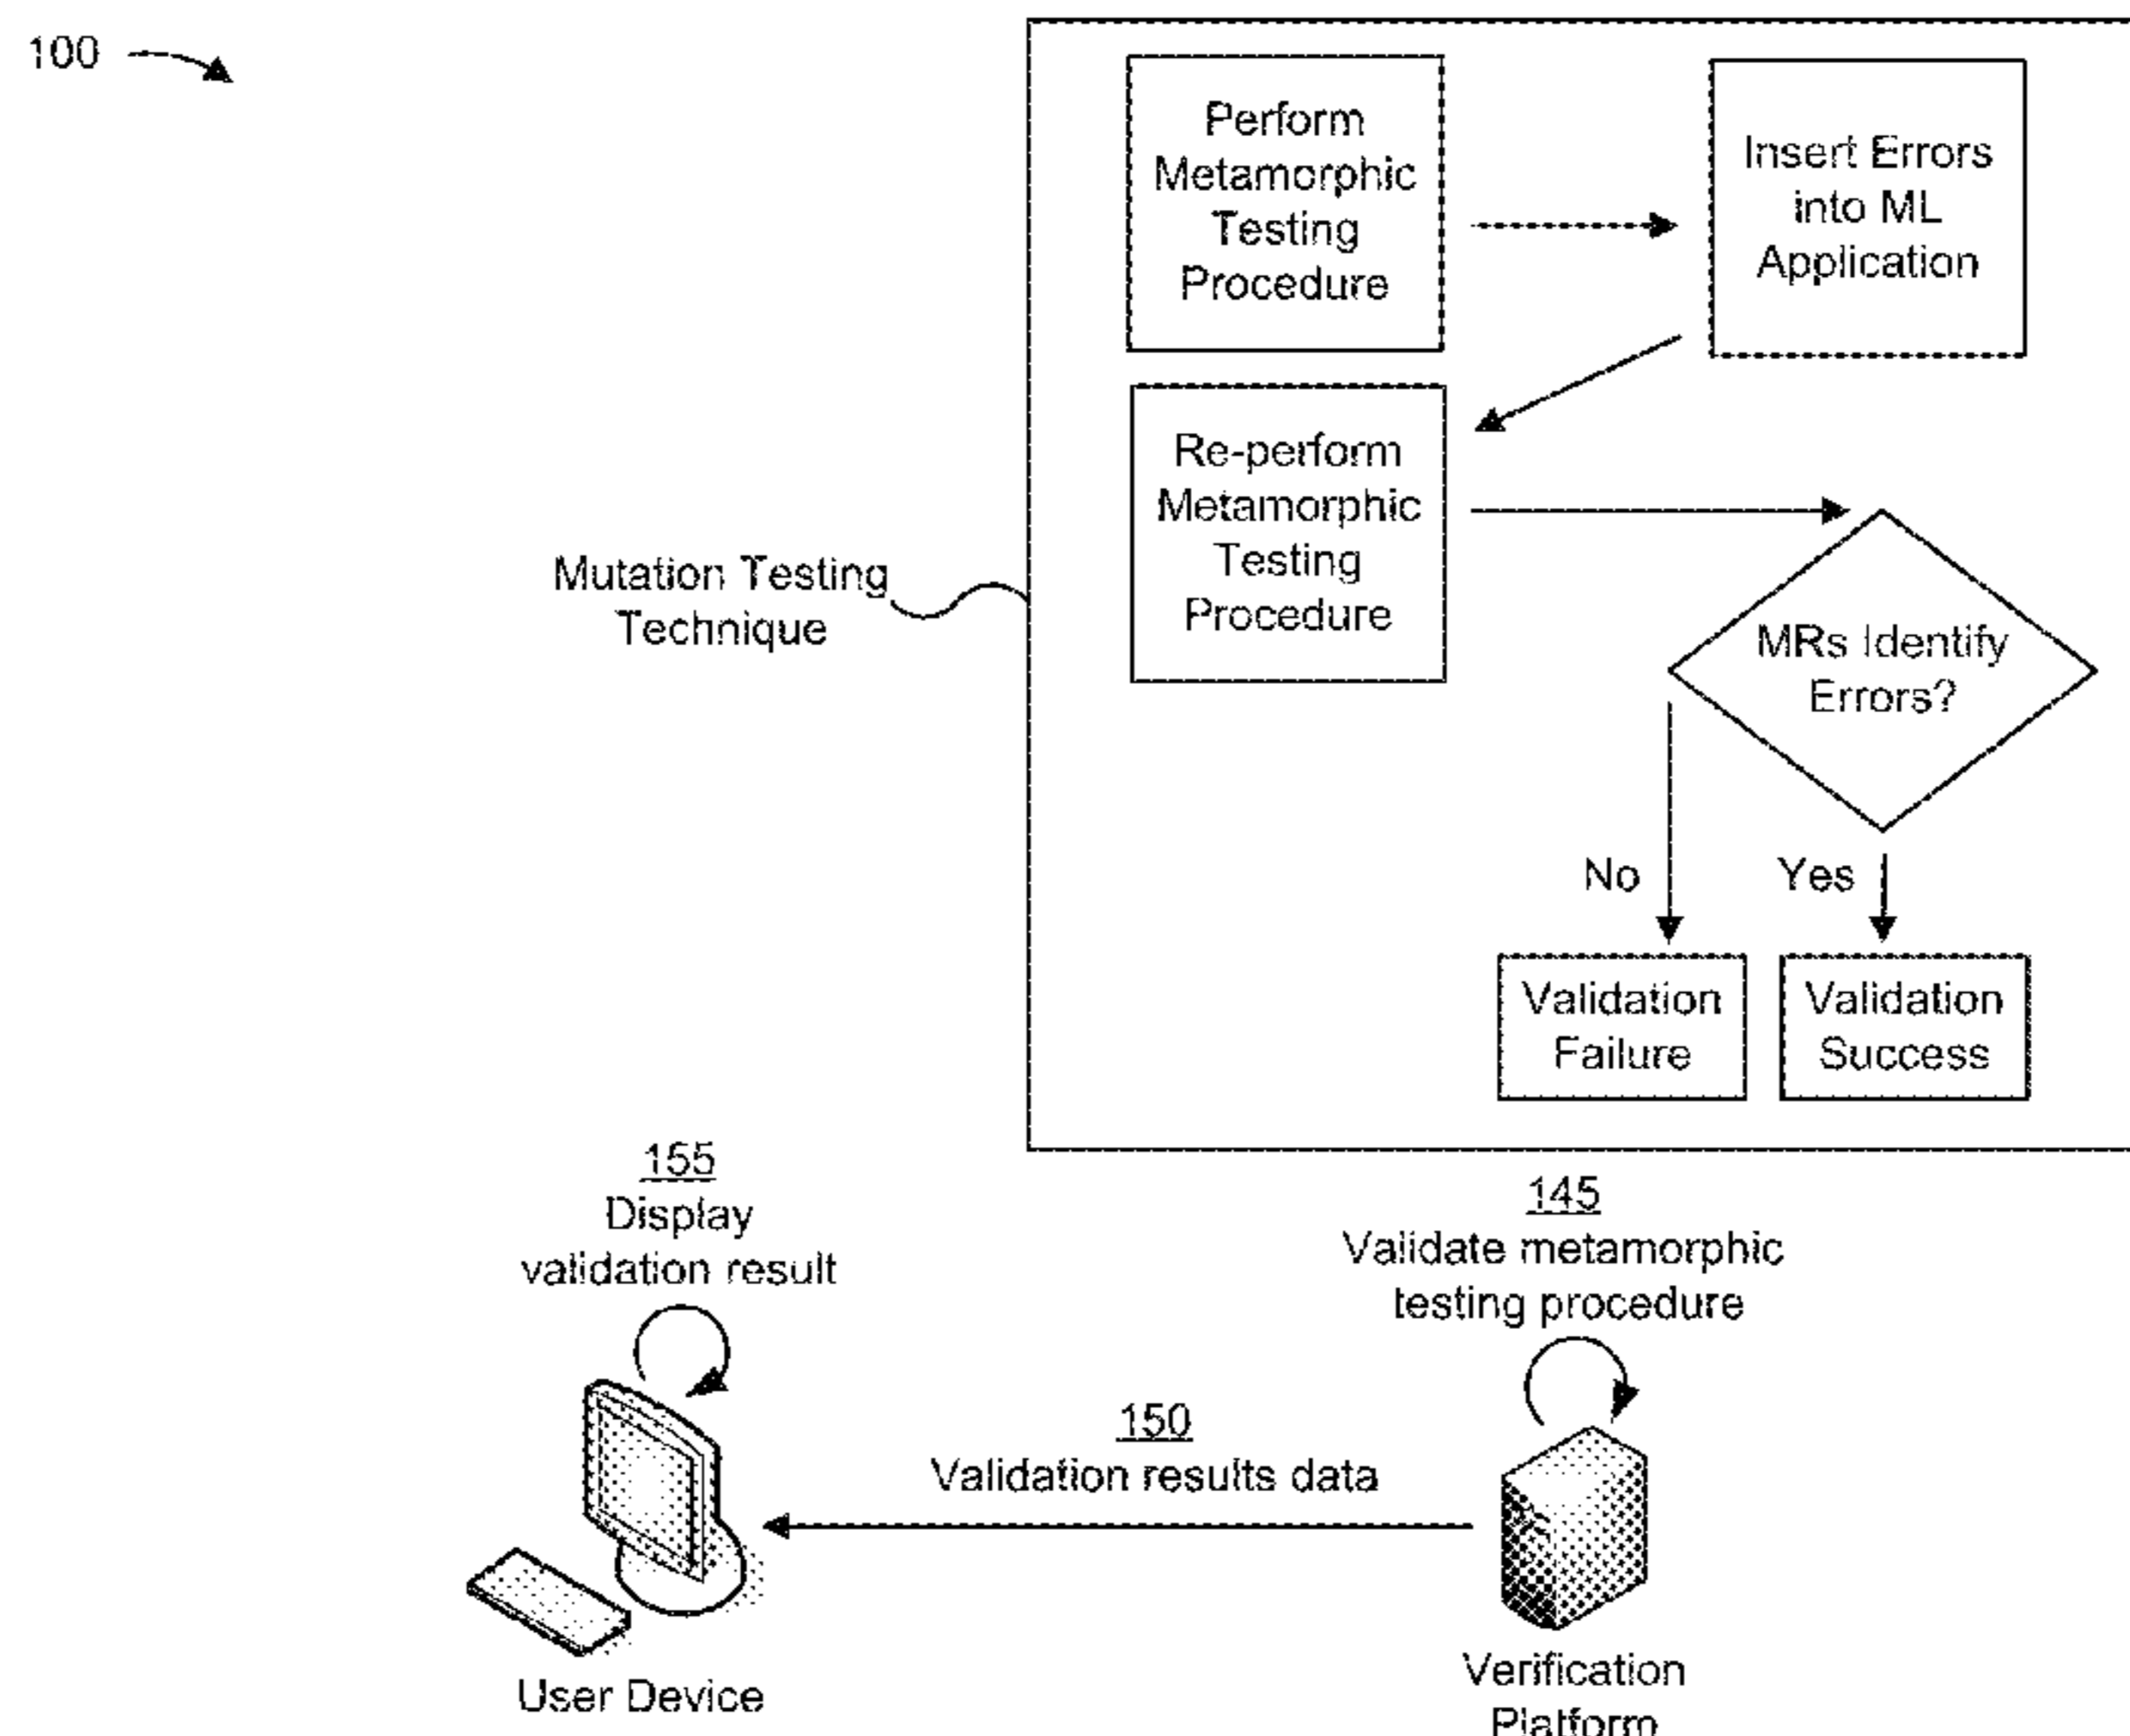 100
Perform
Metamorphic
Testing
Procedure
Insert Errors
into ML
Application
Re-perform
Metamorphic
Testing
Procedure
Mutation Testing
Technique
MRs Identify
Errors?
No
Yes
Validation
Failure
Validation
Success
155
Display
validation result
145
Validate metamorphic
testing procedure
150
Validation results data
User Device
Verification
Platform